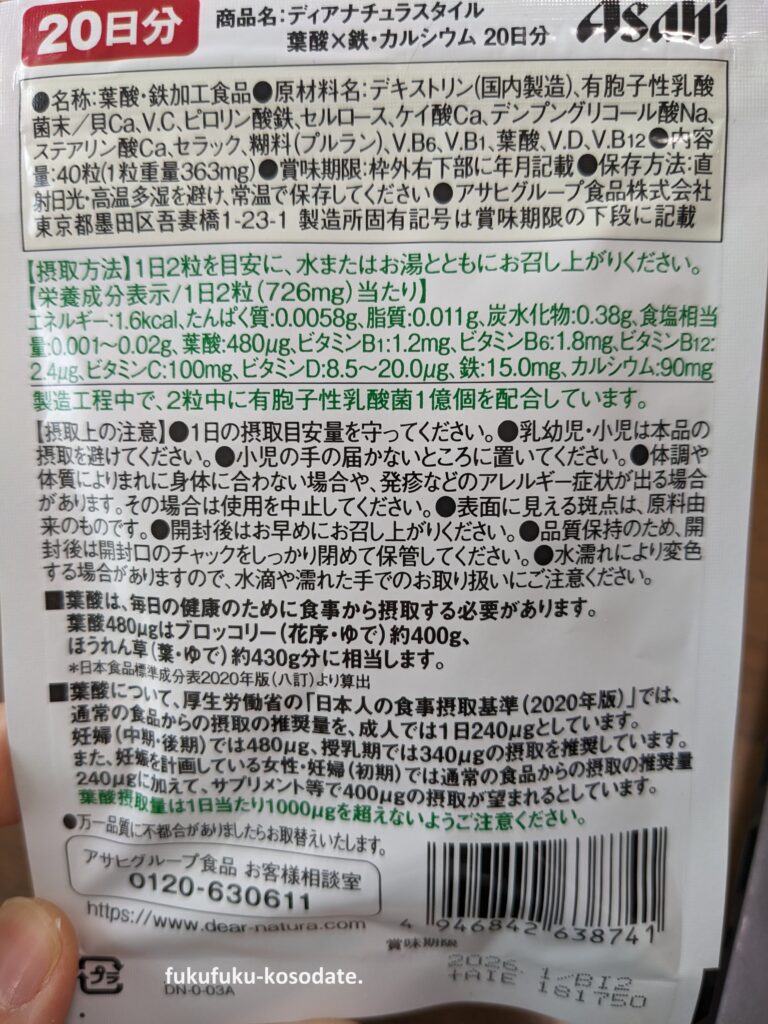 20日分
商品名:ディアナチュラスタイル
葉酸×鉄・カルシウム 20日分
Asahi
●名称:葉酸・鉄加工食品●原材料名:デキストリン(国内製造)、有胞子性乳酸
菌末／貝Ca、V.C、ピロリン酸鉄、セルロース、ケイ酸Ca、デンプングリコール酸Na、
ステアリン酸Ca、セラック、糊料(プルラン)、V.B6、V.B1、葉酸、V.D、V.B12●内容
量:40粒(1粒重量363mg)●賞味期限:枠外右下部に年月記載●保存方法:直
射日光・高温多湿を避け、常温で保存してください●アサヒグループ食品株式会社
東京都墨田区吾妻橋1-23-1 製造所固有記号は賞味期限の下段に記載
【摂取方法】1日2粒を目安に、水またはお湯とともにお召し上がりください。
【栄養成分表示/1日2粒(726mg)当たり】
エネルギー:1.6kcal、たんぱく質:0.0058g、脂質:0.011g、炭水化物:0.38g、食塩相当
量:0.001〜0.02g、葉酸:480μg、ビタミンB1:1.2mg、ビタミンB6:1.8mg、ビタミンB12:
2.4μg、ビタミンC:100mg、ビタミンD:8.5〜20.0μg、鉄:15.0mg、カルシウム:90mg
製造工程中で、2粒中に有胞子性乳酸菌1億個を配合しています。
【摂取上の注意】●1日の摂取目安量を守ってください。●乳幼児・小児は本品の
摂取を避けてください。●小児の手の届かないところに置いてください。●体調や
体質によりまれに身体に合わない場合や、発疹などのアレルギー症状が出る場合
があります。その場合は使用を中止してください。●表面に見える斑点は、原料由
来のものです。●開封後はお早めにお召し上がりください。●品質保持のため、開
封後は開封口のチャックをしっかり閉めて保管してください。●水濡れにより変色
する場合がありますので、水滴や濡れた手でのお取り扱いにご注意ください。
■葉酸は、毎日の健康のために食事から摂取する必要があります。
葉酸480μgはブロッコリー(花序・ゆで)約400g、
ほうれん草(葉・ゆで)約430g分に相当します。
*日本食品標準成分表2020年版(八訂)より算出
■葉酸について、厚生労働省の「日本人の食事摂取基準(2020年版)」では、
通常の食品からの摂取の推奨量を、成人では1日240μgとしています。
妊婦(中期・後期)では480μg、授乳期では340μgの摂取を推奨しています。
また、妊娠を計画している女性・妊婦(初期)では通常の食品からの摂取の推奨量
240μgに加えて、サプリメント等で400μgの摂取が望まれるとしています。
葉酸摂取量は1日当たり1000μgを超えないようご注意ください。
●万一品質に不都合がありましたらお取替えいたします。
アサヒグループ食品 お客様相談室
0120-630611
https://www.dear-natura.com
4 946842 638741
賞味期限
2026. 1/BI2
+AIE 181750
プラ
DN-0-03A
fukufuku-kosodate.